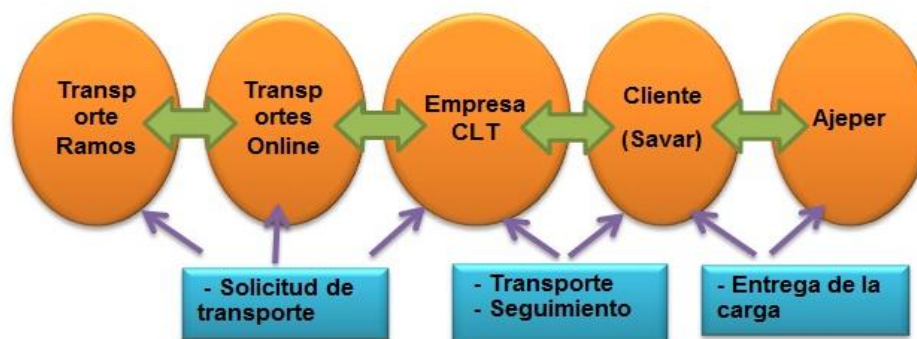 Transp
orte
Ramos
Transp
ortes
Online
Empresa
CLT
Cliente
(Savar)
Ajeper
- Solicitud de
transporte
- Transporte
- Seguimiento
- Entrega de la
carga